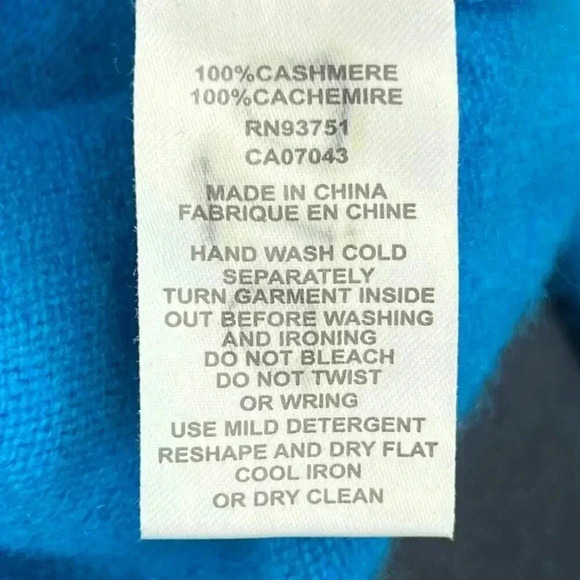 100%CASHMERE
100%CACHEMIRE
RN93751
CA07043
MADE IN CHINA
FABRIQUE EN CHINE
HAND WASH COLD
SEPARATELY
TURN GARMENT INSIDE
OUT BEFORE WASHING
AND IRONING
DO NOT BLEACH
DO NOT TWIST
OR WRING
USE MILD DETERGENT
RESHAPE AND DRY FLAT
COOL IRON
OR DRY CLEAN